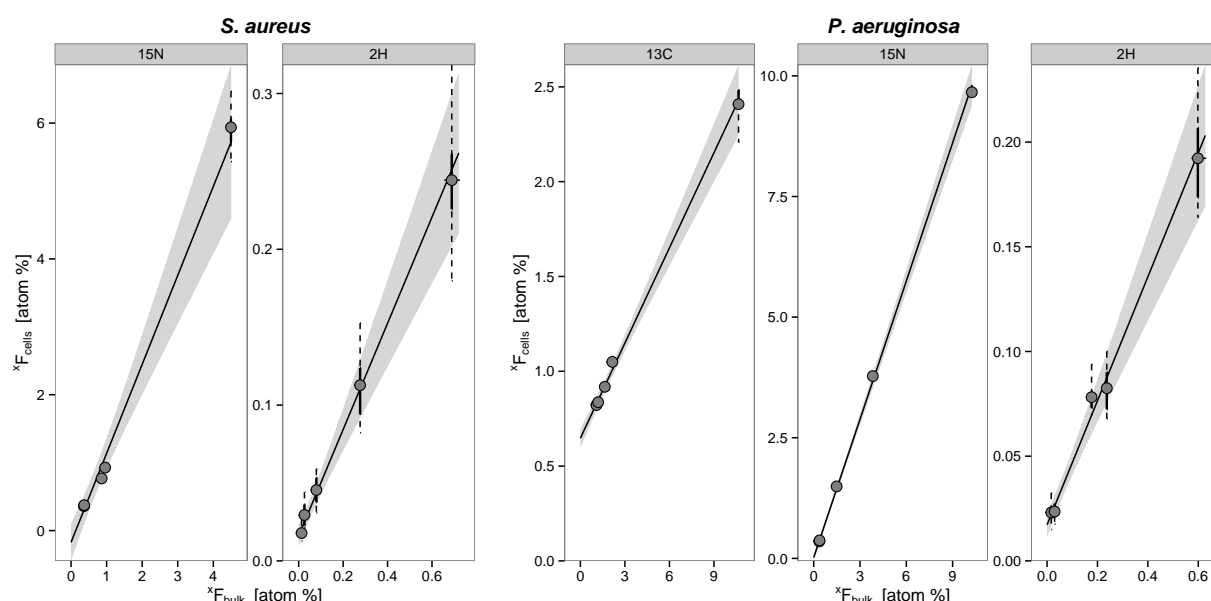 S. aureus
P. aeruginosa
15N
2H
13C
15N
2H
6
4
2
0
0.3
0.2
0.1
0.0
2.5
2.0
1.5
1.0
0.5
0.0
10.0
7.5
5.0
2.5
0.0
0.20
0.15
0.10
0.05
0.00
xFcells [atom %]
xFcells [atom %]
0 1 2 3 4
0.0 0.2 0.4 0.6
0 3 6 9
0 3 6 9
0.0 0.2 0.4 0.6
xFbulk [atom %]
xFbulk [atom %]